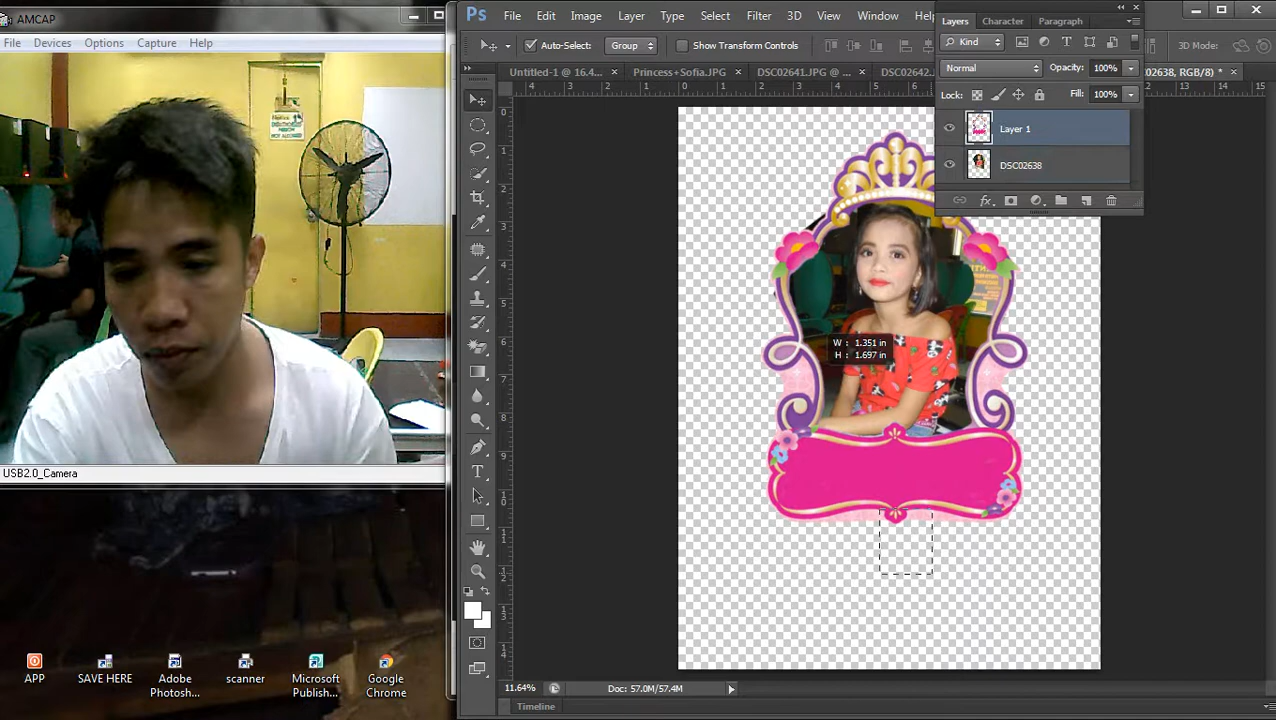 AMCAP
File Devices Options Capture Help
USB2.0_Camera
APP
SAVE HERE
Adobe
Photosh...
scanner
Microsoft
Publish...
Google
Chrome
Ps File Edit Image Layer Type Select Filter 3D View Window Help
Auto-Select: Group Show Transform Controls 3D Mode:
Untitled-1 @ 16.4... × Princess+Sofia.JPG × DSC02641.JPG @ ... × DSC02642. 02638, RGB/8) * ×
Layers Character Paragraph
Kind
Normal Opacity: 100%
Lock: Fill: 100%
Layer 1
DSC02638
W : 1.351 in
H : 1.697 in
11.64% Doc: 57.0M/57.4M
Timeline